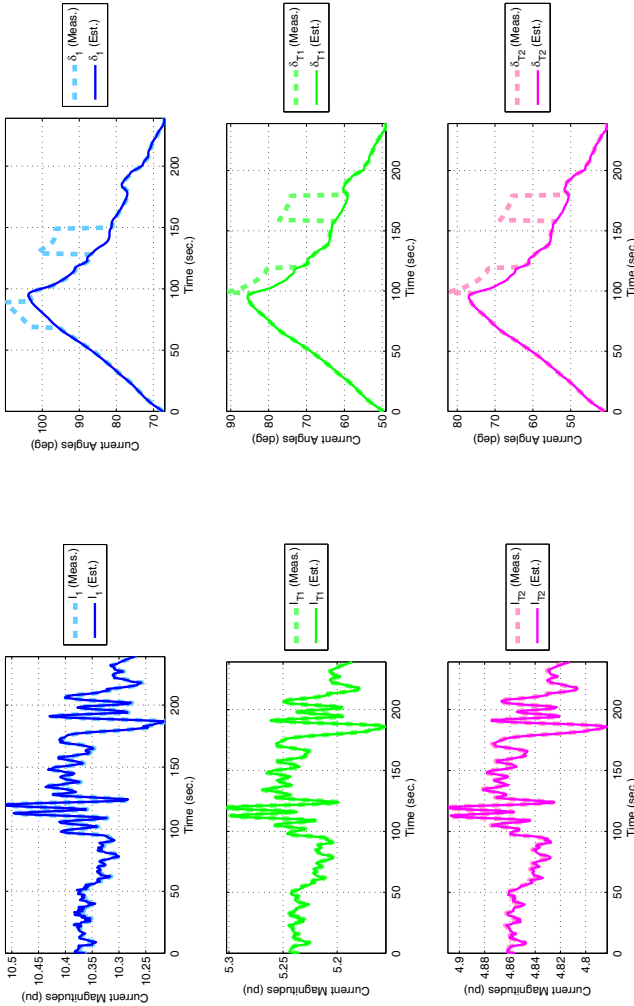 Current Magnitudes (pu)
10.5
10.45
10.4
10.35
10.3
10.25
0
50
100
150
200
Time (sec.)
I1 (Meas.)
I1 (Est.)
Current Angles (deg)
100
90
80
70
0
50
100
150
200
Time (sec.)
δ1 (Meas.)
δ1 (Est.)
Current Magnitudes (pu)
5.3
5.25
5.2
0
50
100
150
200
Time (sec.)
IT1 (Meas.)
IT1 (Est.)
Current Angles (deg)
90
80
70
60
50
0
50
100
150
200
Time (sec.)
δT1 (Meas.)
δT1 (Est.)
Current Magnitudes (pu)
4.9
4.88
4.86
4.84
4.82
4.8
0
50
100
150
200
Time (sec.)
IT2 (Meas.)
IT2 (Est.)
Current Angles (deg)
80
70
60
50
0
50
100
150
200
Time (sec.)
δT2 (Meas.)
δT2 (Est.)